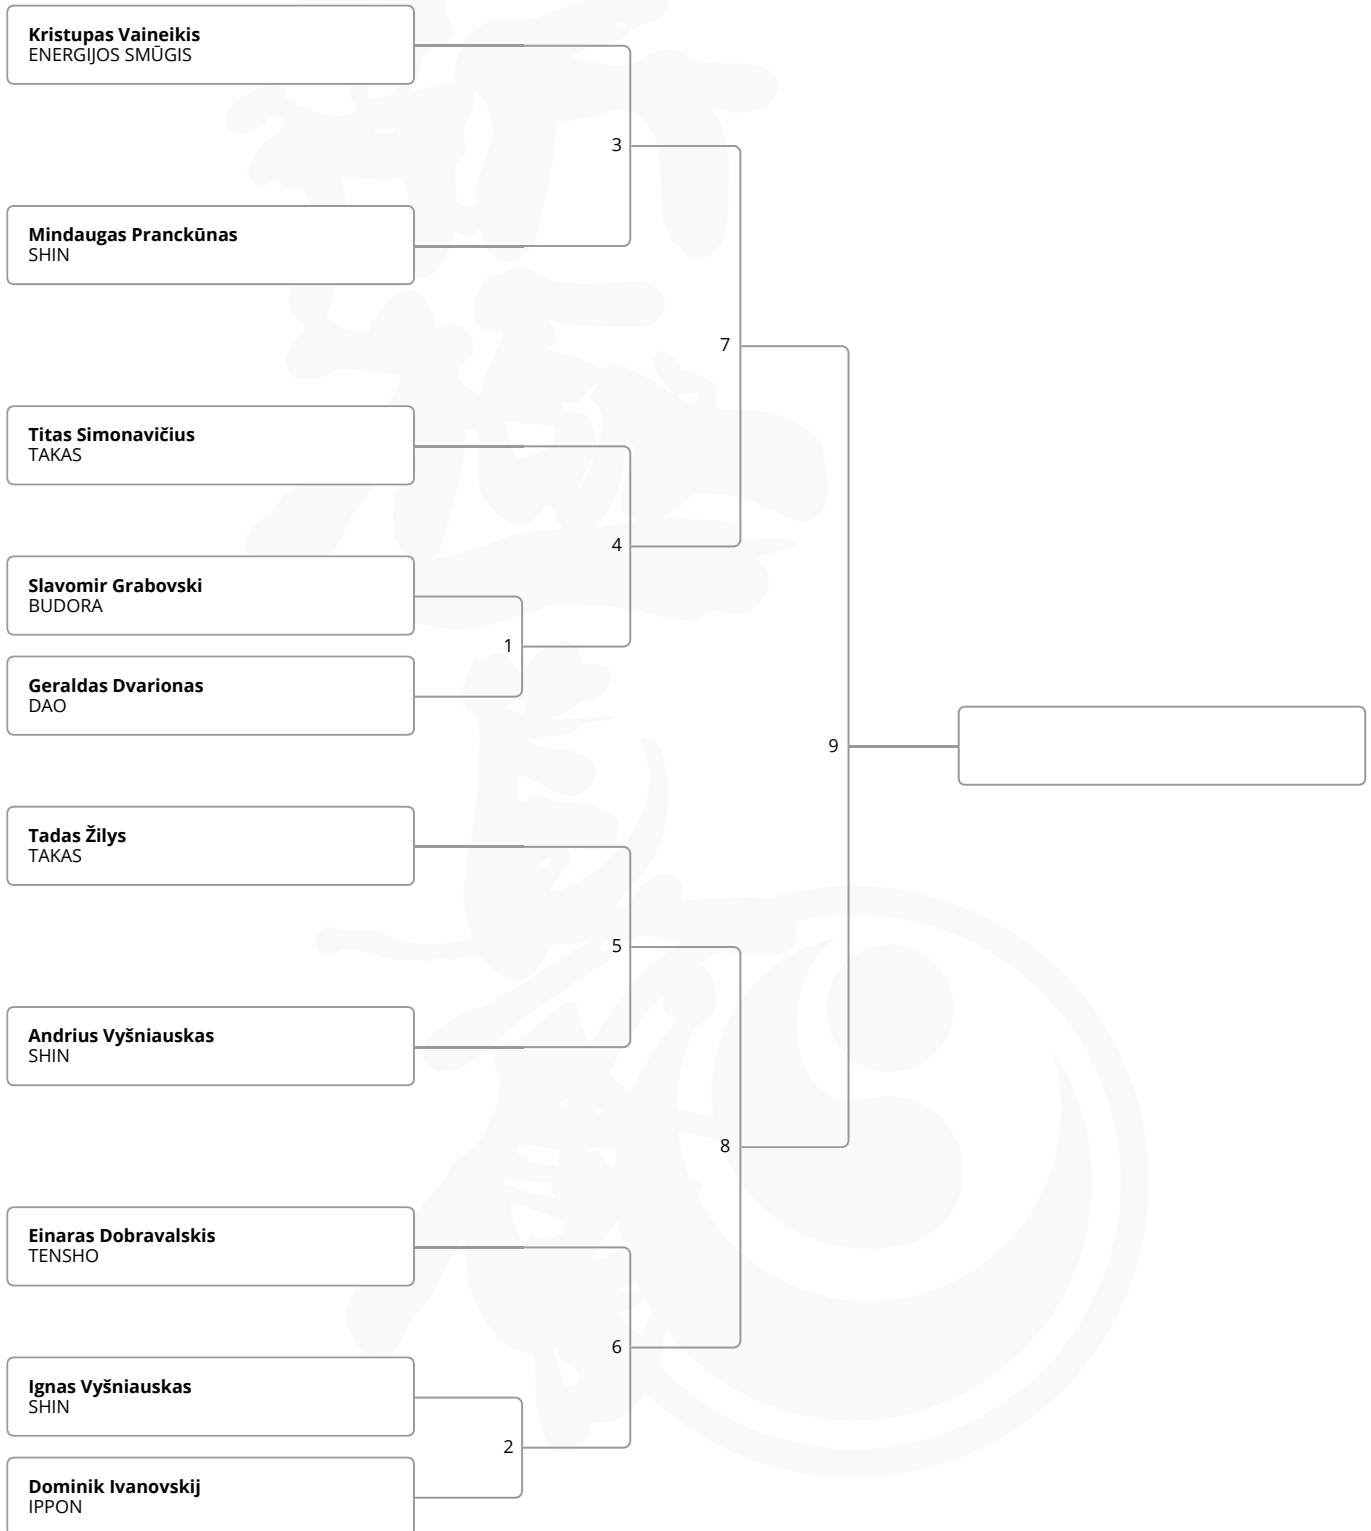 Kristupas Vaineikis
ENERGIJOS SMŪGIS
3
Mindaugas Pranckūnas
SHIN
7
Titas Simonavičius
TAKAS
4
Slavomir Grabovski
BUDORA
1
Geraldas Dvarionas
DAO
9
Tadas Žilys
TAKAS
5
Andrius Vyšniauskas
SHIN
8
Einaras Dobravalskis
TENSHO
6
Ignas Vyšniauskas
SHIN
2
Dominik Ivanovskij
IPPON